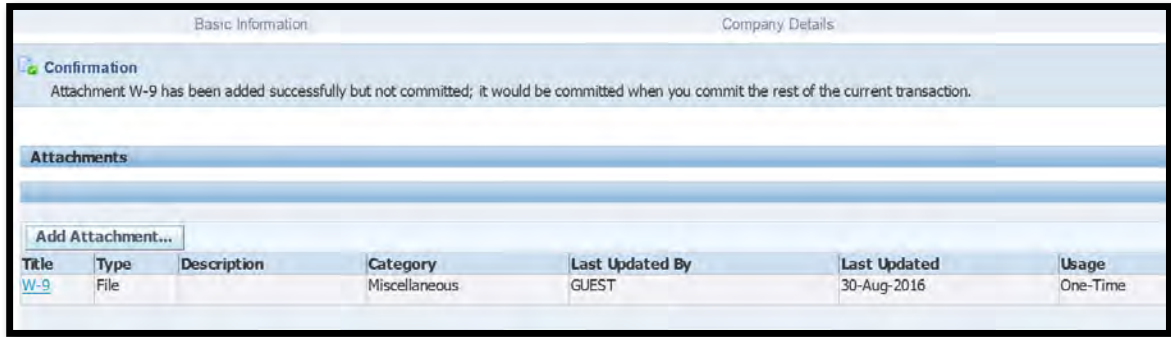 Basic Information Company Details
Confirmation
Attachment W-9 has been added successfully but not committed; it would be committed when you commit the rest of the current transaction.
Attachments
Add Attachment...
Title Type Description Category Last Updated By Last Updated Usage
W-9 File Miscellaneous GUEST 30-Aug-2016 One-Time